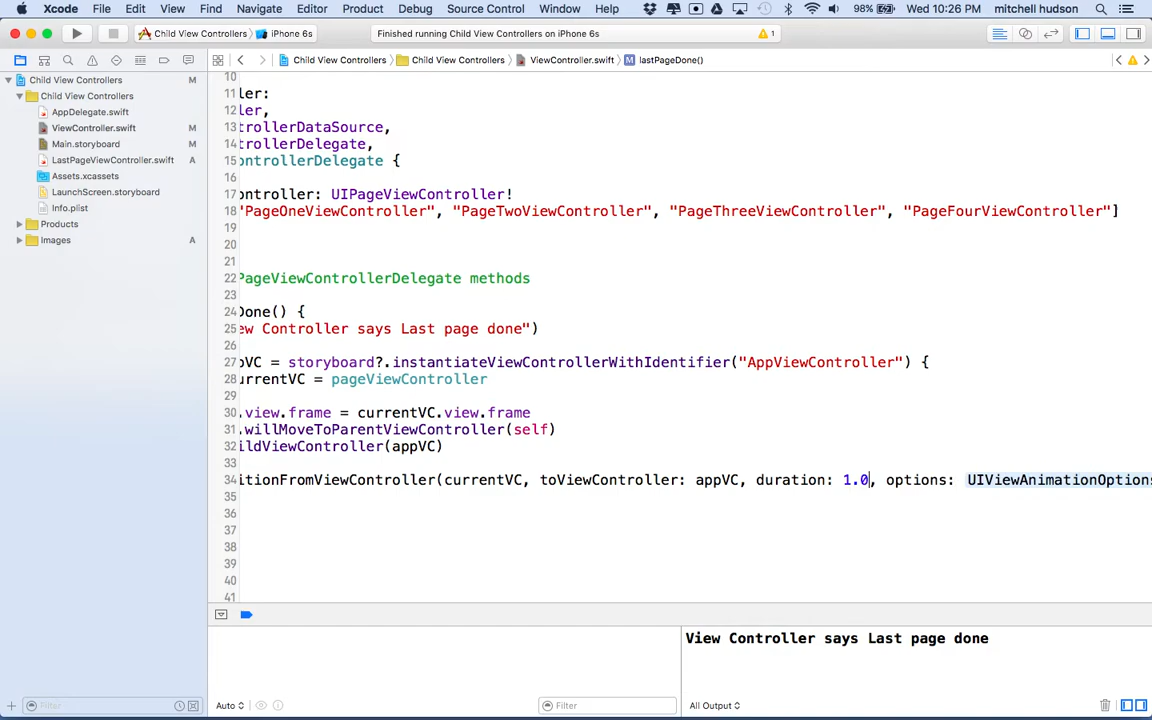 Xcode File Edit View Find Navigate Editor Product Debug Source Control Window Help 98% Wed 10:26 PM mitchell hudson
Child View Controllers iPhone 6s Finished running Child View Controllers on iPhone 6s 1
Child View Controllers Child View Controllers ViewController.swift M lastPageDone()
Child View Controllers M
Child View Controllers
AppDelegate.swift
ViewController.swift M
Main.storyboard M
LastPageViewController.swift A
Assets.xcassets
LaunchScreen.storyboard
Info.plist
Products
Images A
10
11 ler:
12 ler,
13 trollerDataSource,
14 trollerDelegate,
15 ontrollerDelegate {
16
17 ontroller: UIPageViewController!
18 "PageOneViewController", "PageTwoViewController", "PageThreeViewController", "PageFourViewController"]
19
20
21
22 PageViewControllerDelegate methods
23
24 Done() {
25 ew Controller says Last page done")
26
27 pVC = storyboard?.instantiateViewControllerWithIdentifier("AppViewController") {
28 urrentVC = pageViewController
29
30 .view.frame = currentVC.view.frame
31 .willMoveToParentViewController(self)
32 ildViewController(appVC)
33
34 itionFromViewController(currentVC, toViewController: appVC, duration: 1.0, options: UIViewAnimationOptions
35
36
37
38
39
40
41
View Controller says Last page done
Filter Auto Filter All Output